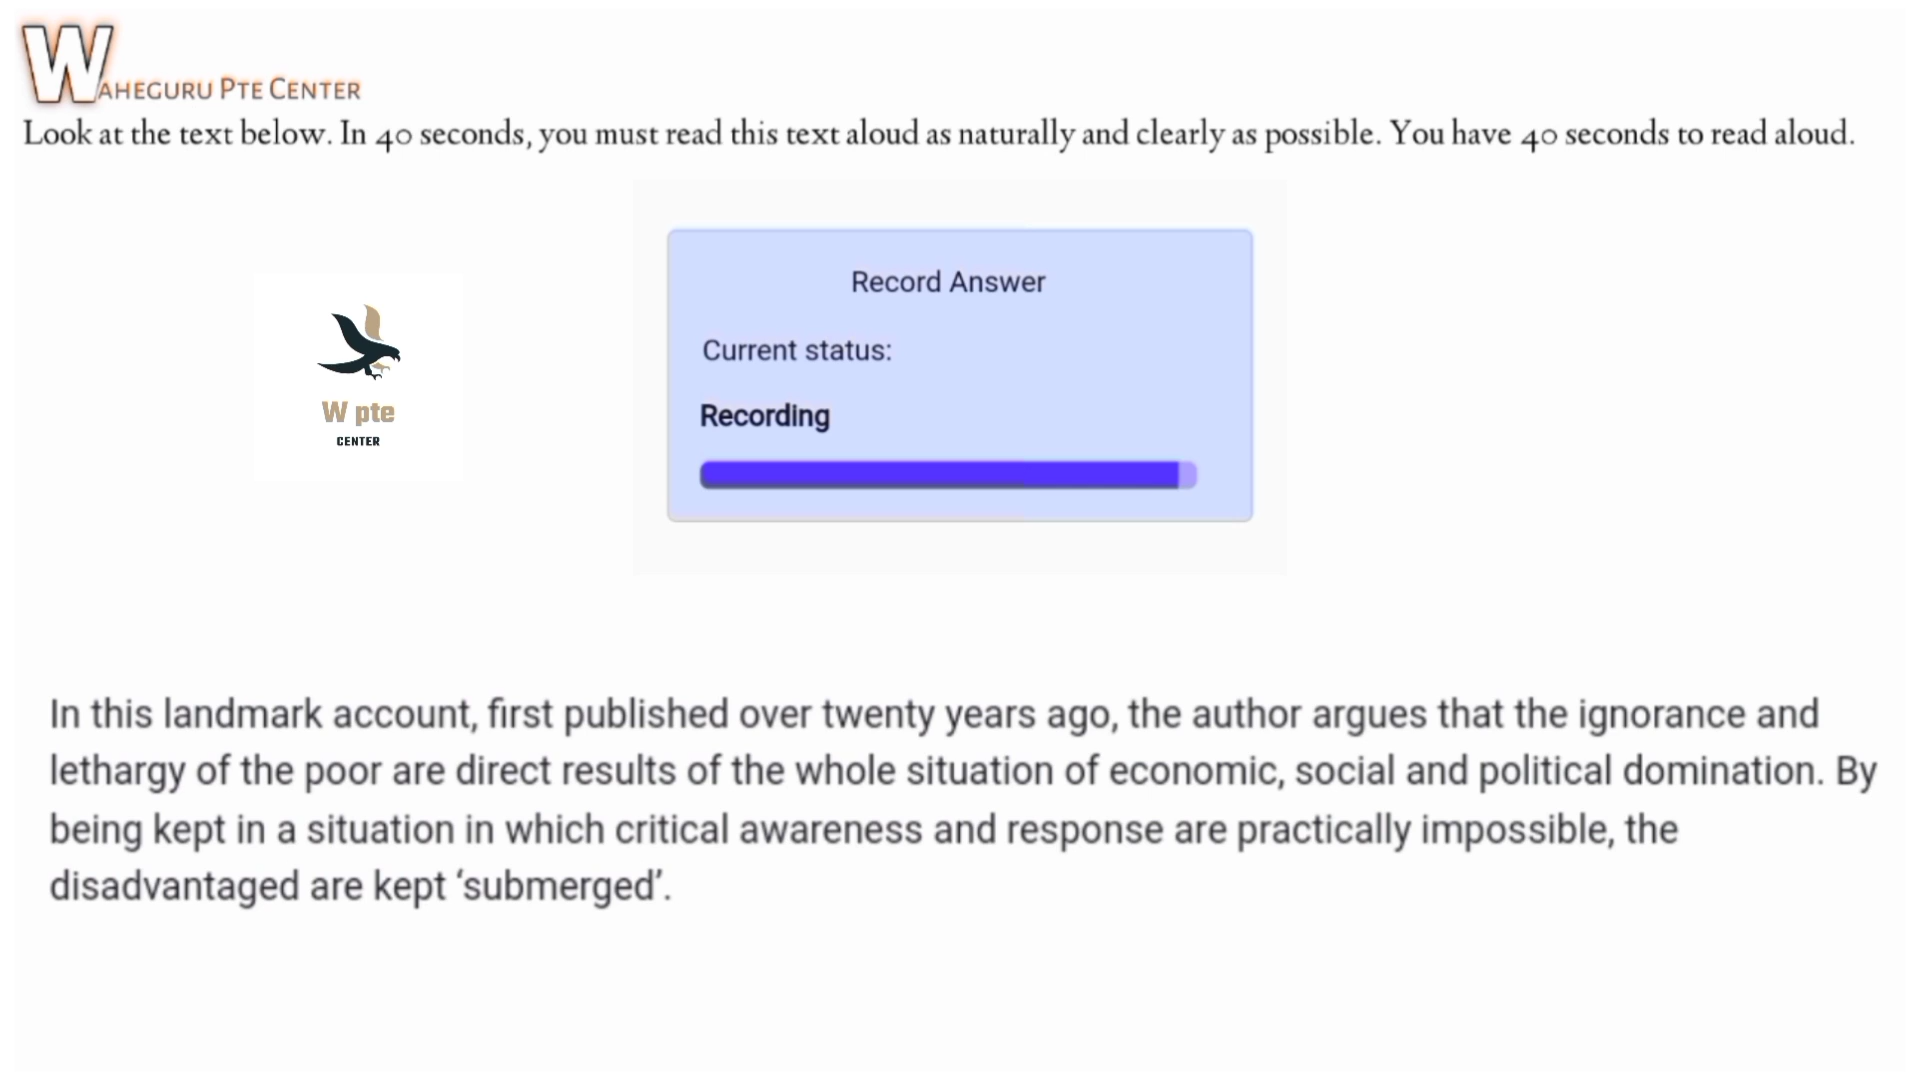 WAHEGURU PTE CENTER
Look at the text below. In 40 seconds, you must read this text aloud as naturally and clearly as possible. You have 40 seconds to read aloud.
Record Answer
Current status:
Recording
W pte
CENTER
In this landmark account, first published over twenty years ago, the author argues that the ignorance and
lethargy of the poor are direct results of the whole situation of economic, social and political domination. By
being kept in a situation in which critical awareness and response are practically impossible, the
disadvantaged are kept ‘submerged’.